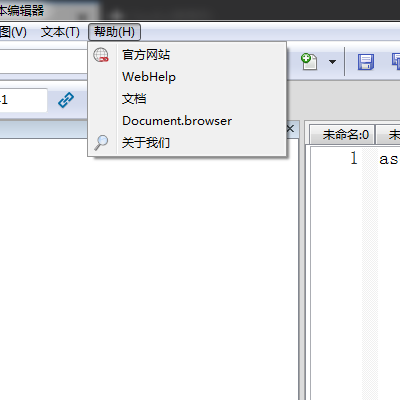 本编辑器
图(V) 文本(T) 帮助(H)
官方网站
WebHelp
41
文档
Document.browser
关于我们
未命名:0 未
1 as